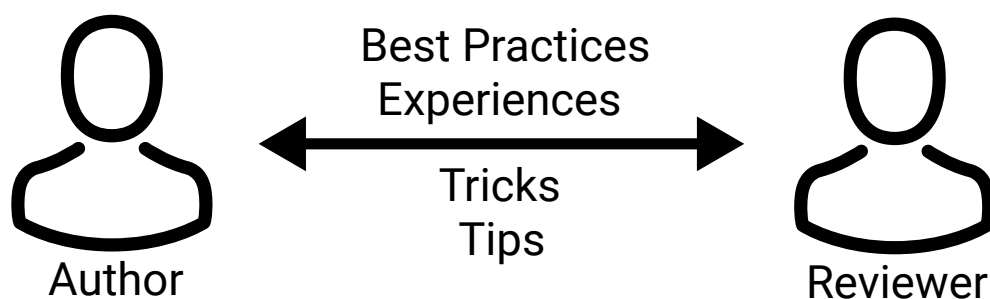 Best Practices
Experiences
Tricks
Tips
Author
Reviewer